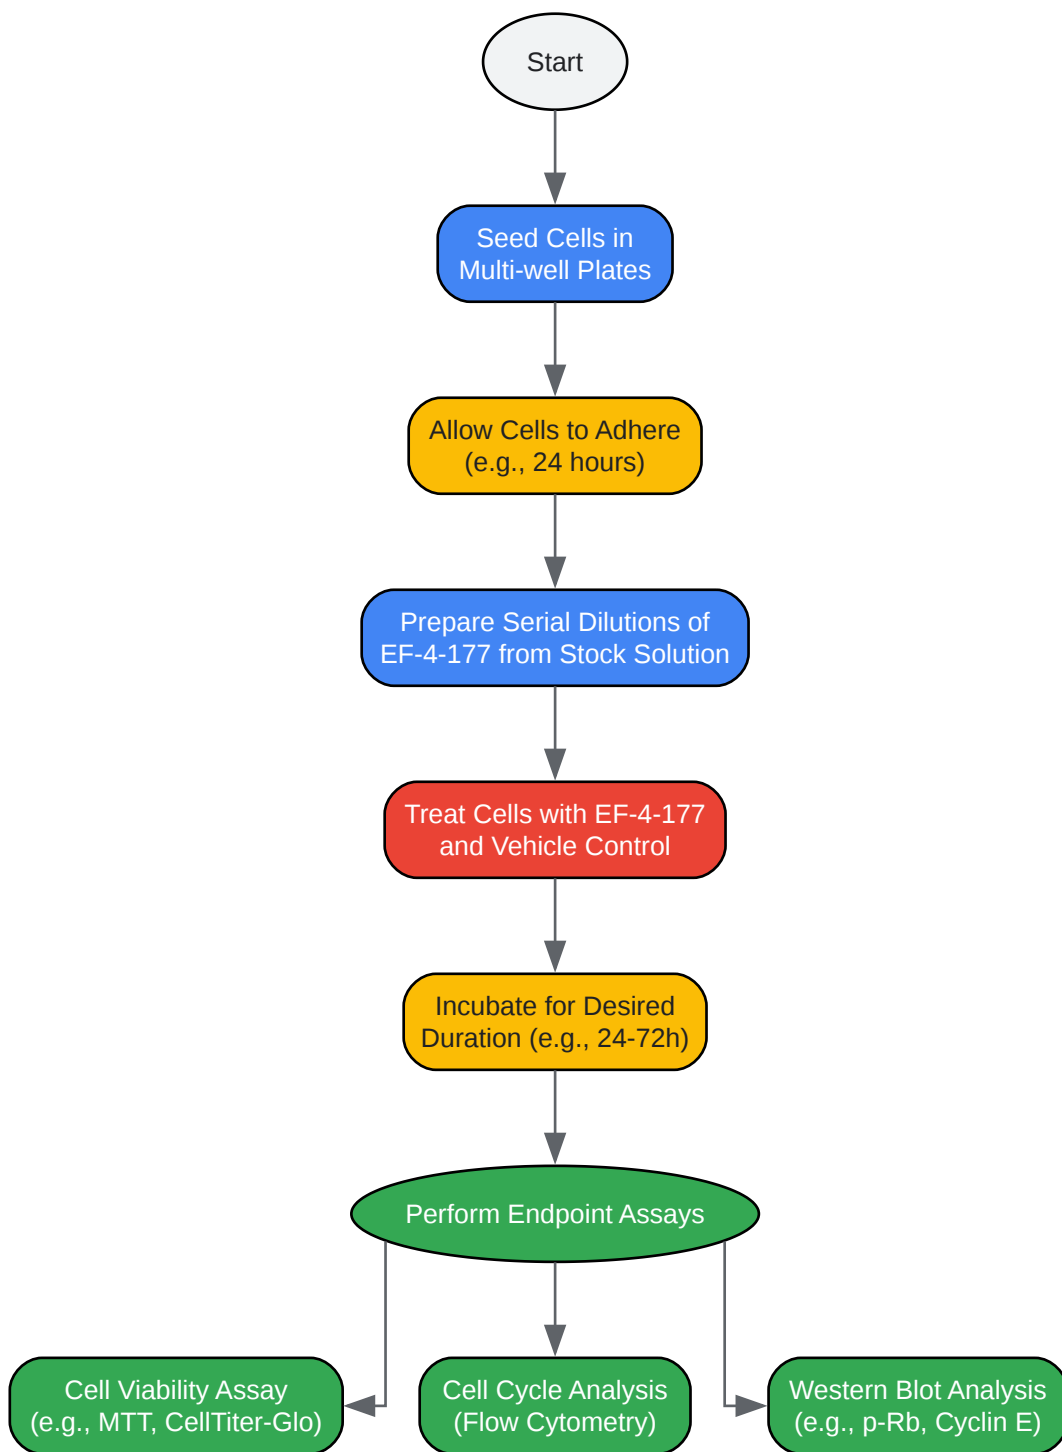 Start
Seed Cells in
Multi-well Plates
Allow Cells to Adhere
(e.g., 24 hours)
Prepare Serial Dilutions of
EF-4-177 from Stock Solution
Treat Cells with EF-4-177
and Vehicle Control
Incubate for Desired
Duration (e.g., 24-72h)
Perform Endpoint Assays
Cell Viability Assay
(e.g., MTT, CellTiter-Glo)
Cell Cycle Analysis
(Flow Cytometry)
Western Blot Analysis
(e.g., p-Rb, Cyclin E)